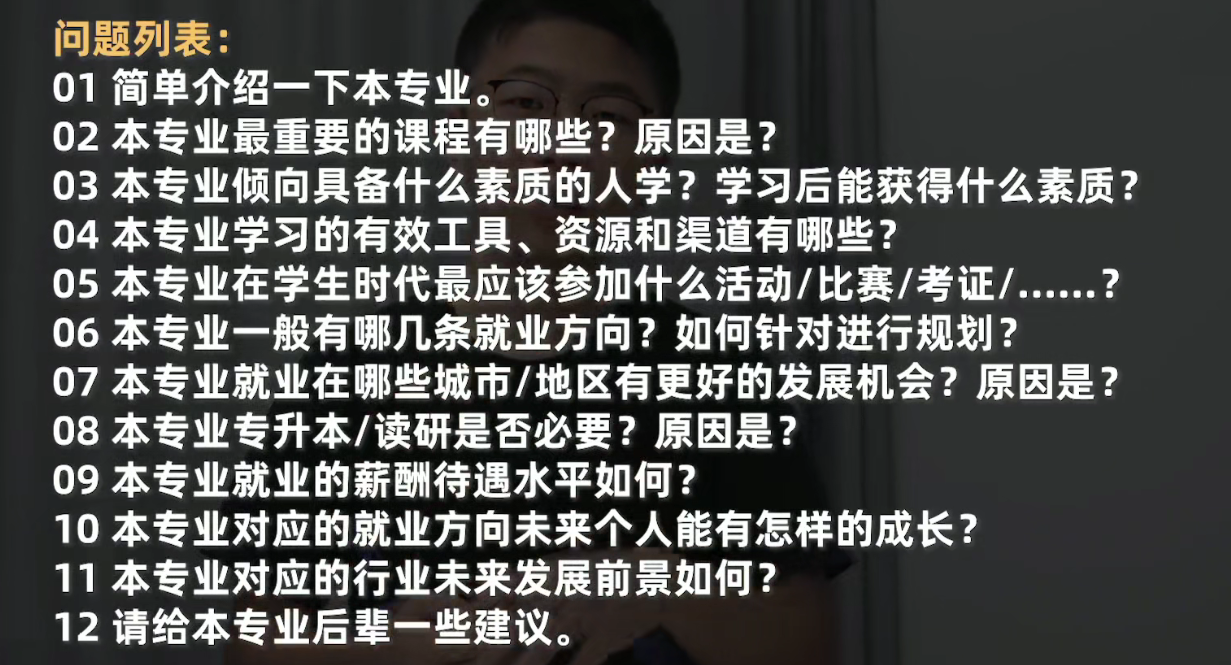 问题列表：
01 简单介绍一下本专业。
02 本专业最重要的课程有哪些？原因是？
03 本专业倾向具备什么素质的人学？学习后能获得什么素质？
04 本专业学习的有效工具、资源和渠道有哪些？
05 本专业在学生时代最应该参加什么活动/比赛/考证/……？
06 本专业一般有哪几条就业方向？如何针对进行规划？
07 本专业就业在哪些城市/地区有更好的发展机会？原因是？
08 本专业专升本/读研是否必要？原因是？
09 本专业就业的薪酬待遇水平如何？
10 本专业对应的就业方向未来个人能有怎样的成长？
11 本专业对应的行业未来发展前景如何？
12 请给本专业后辈一些建议。